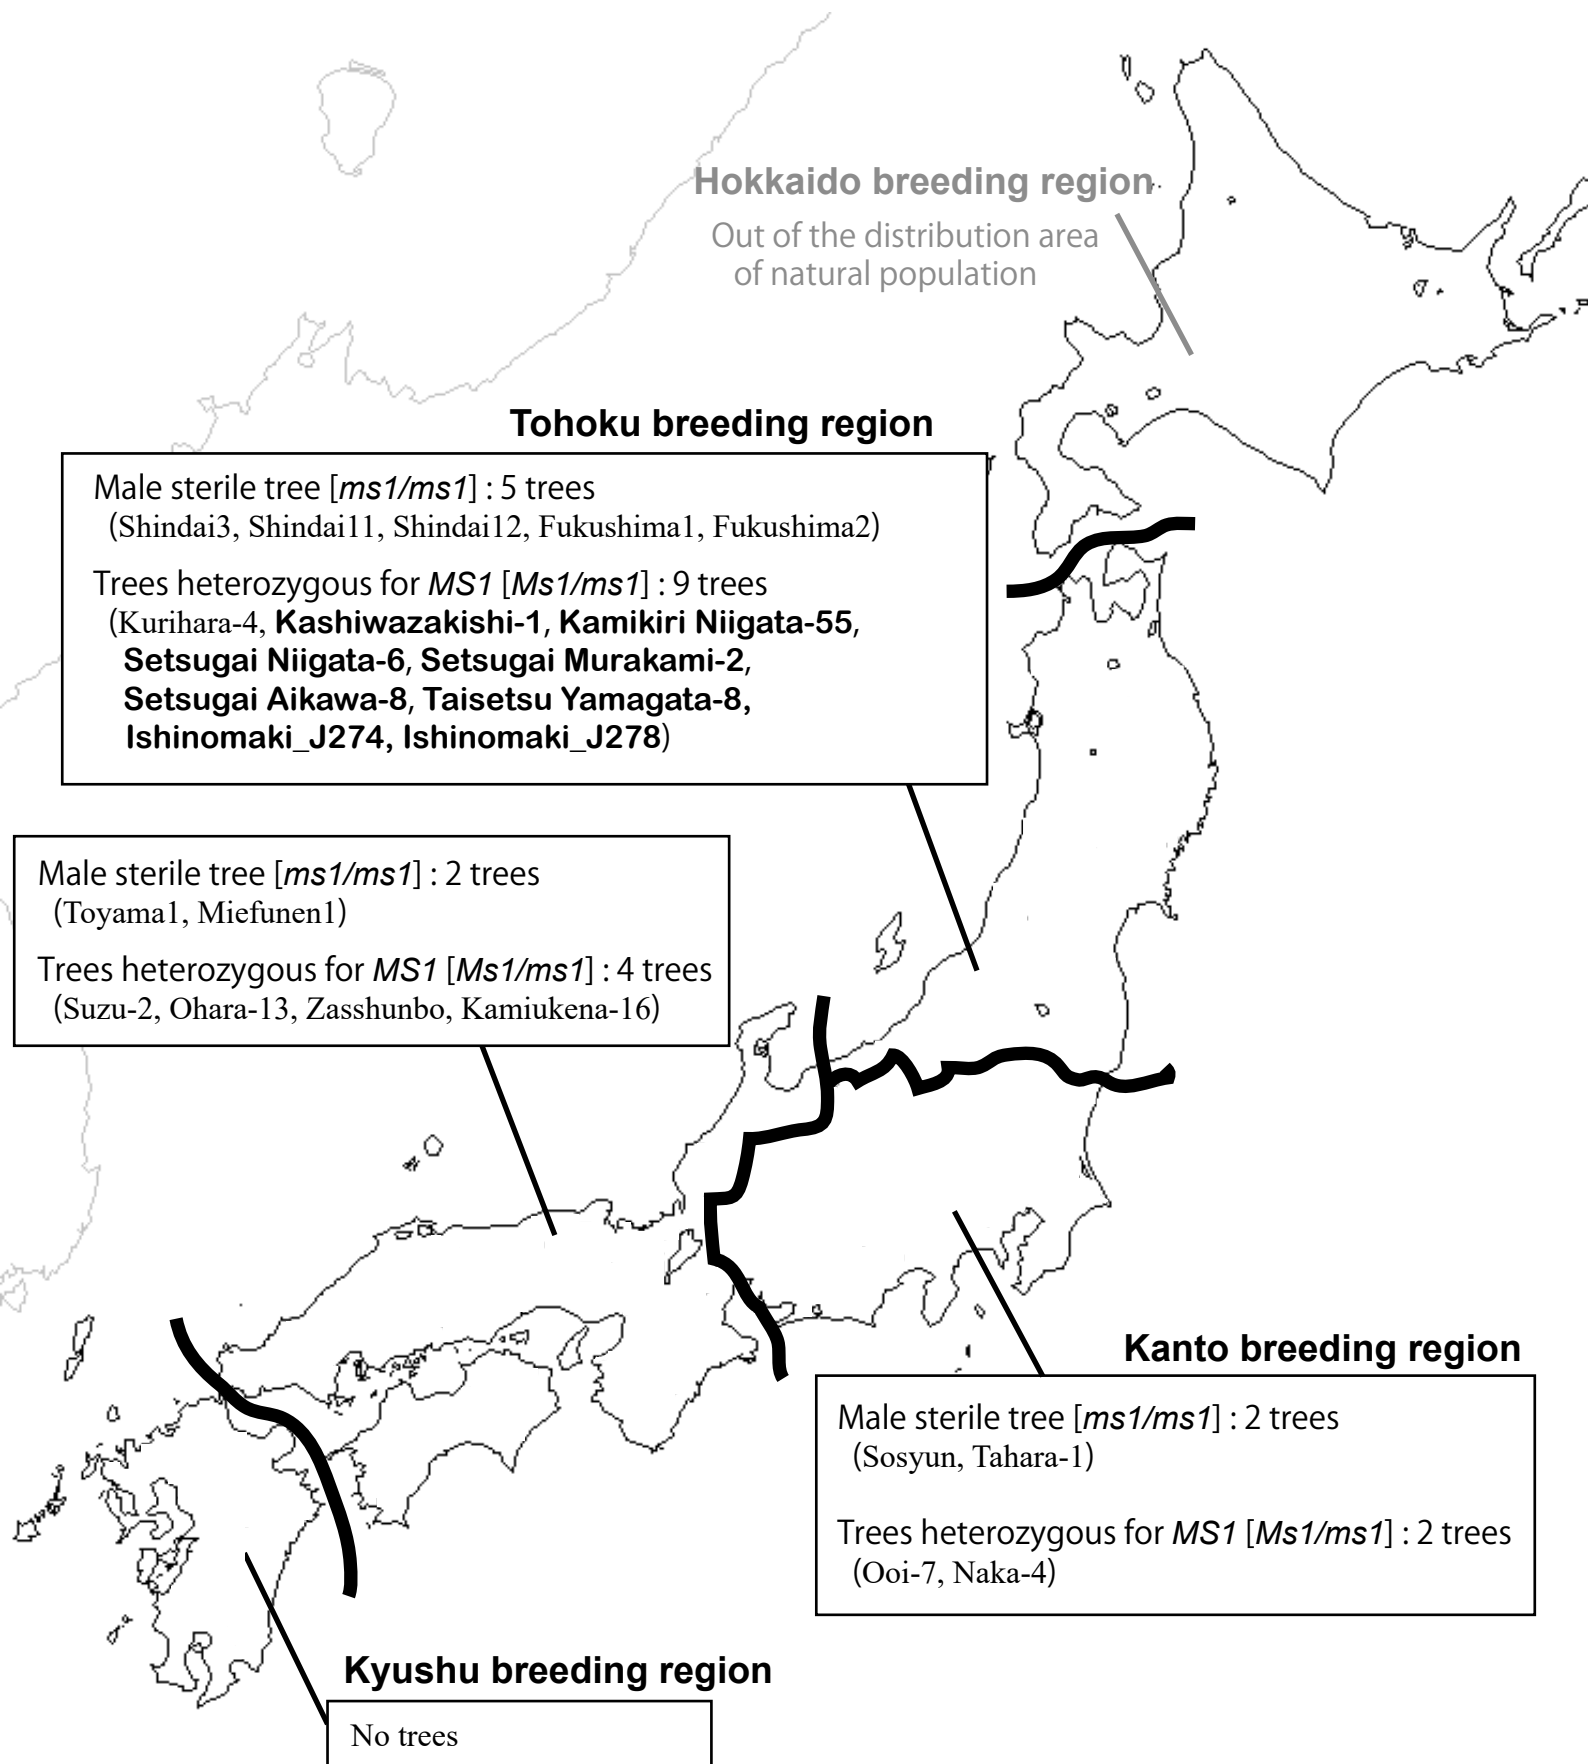 Hokkaido breeding region
Out of the distribution area
of natural population
Tohoku breeding region
Male sterile tree [ms1/ms1] : 5 trees
(Shindai3, Shindai11, Shindai12, Fukushima1, Fukushima2)
Trees heterozygous for MS1 [Ms1/ms1] : 9 trees
(Kurihara-4, Kashiwazakishi-1, Kamikiri Niigata-55,
Setsugai Niigata-6, Setsugai Murakami-2,
Setsugai Aikawa-8, Taisetsu Yamagata-8,
Ishinomaki_J274, Ishinomaki_J278)
Male sterile tree [ms1/ms1] : 2 trees
(Toyama1, Miefunen1)
Trees heterozygous for MS1 [Ms1/ms1] : 4 trees
(Suzu-2, Ohara-13, Zasshunbo, Kamiukena-16)
Kanto breeding region
Male sterile tree [ms1/ms1] : 2 trees
(Sosyun, Tahara-1)
Trees heterozygous for MS1 [Ms1/ms1] : 2 trees
(Ooi-7, Naka-4)
Kyushu breeding region
No trees